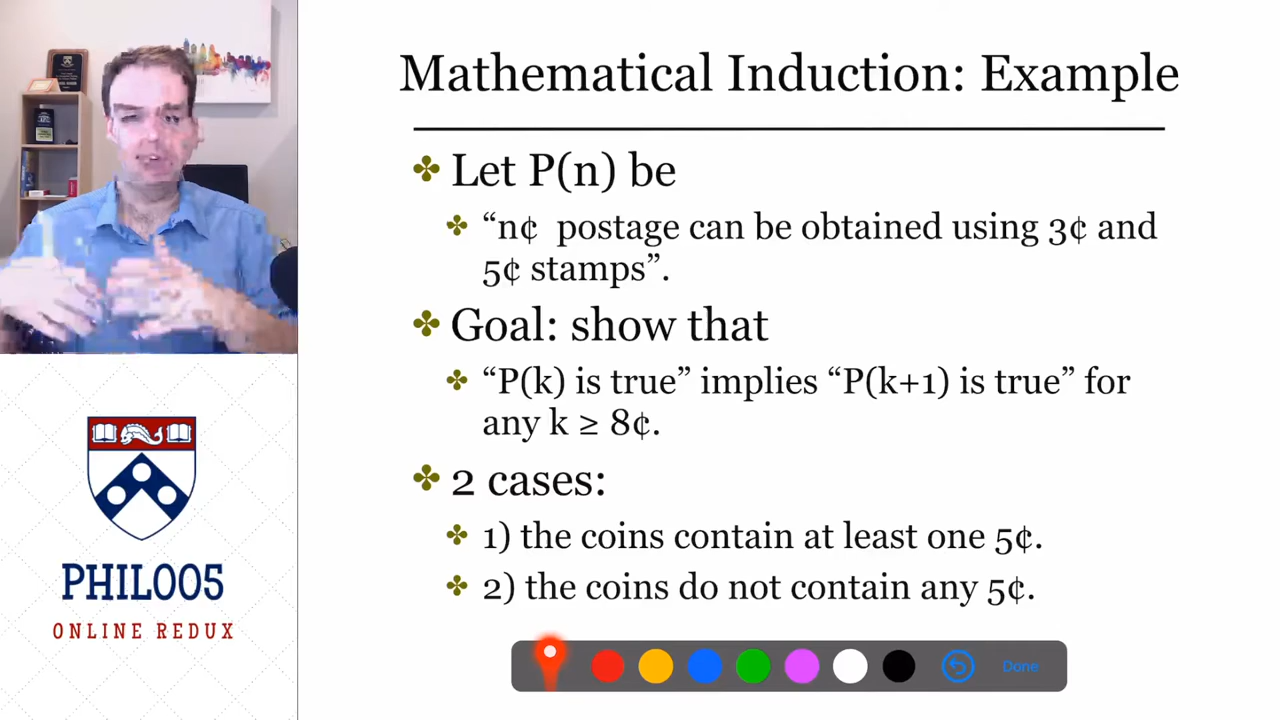 Mathematical Induction: Example
Let P(n) be
“n¢ postage can be obtained using 3¢ and
5¢ stamps”.
Goal: show that
“P(k) is true” implies “P(k+1) is true” for
any k ≥ 8¢.
2 cases:
1) the coins contain at least one 5¢.
2) the coins do not contain any 5¢.
PHIL005
ONLINE REDUX
Done